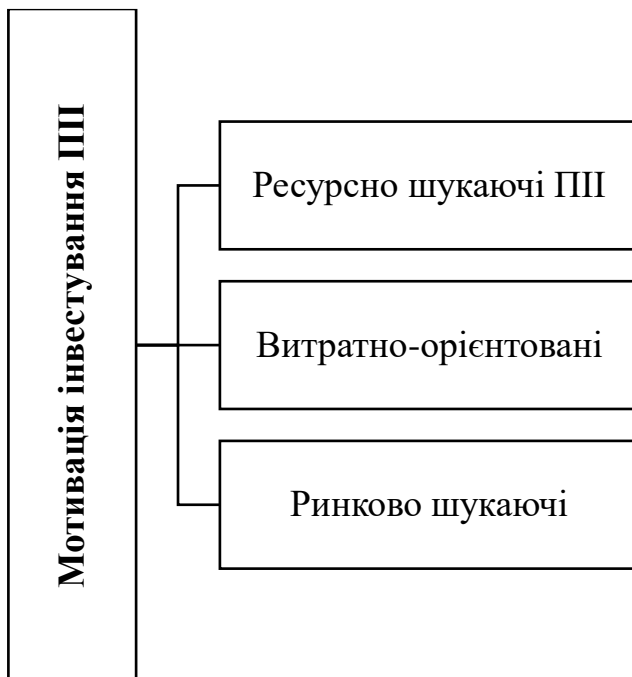 Мотивація інвестування ПІІ
Ресурсно шукаючі ПІІ
Витратно-орієнтовані
Ринково шукаючі